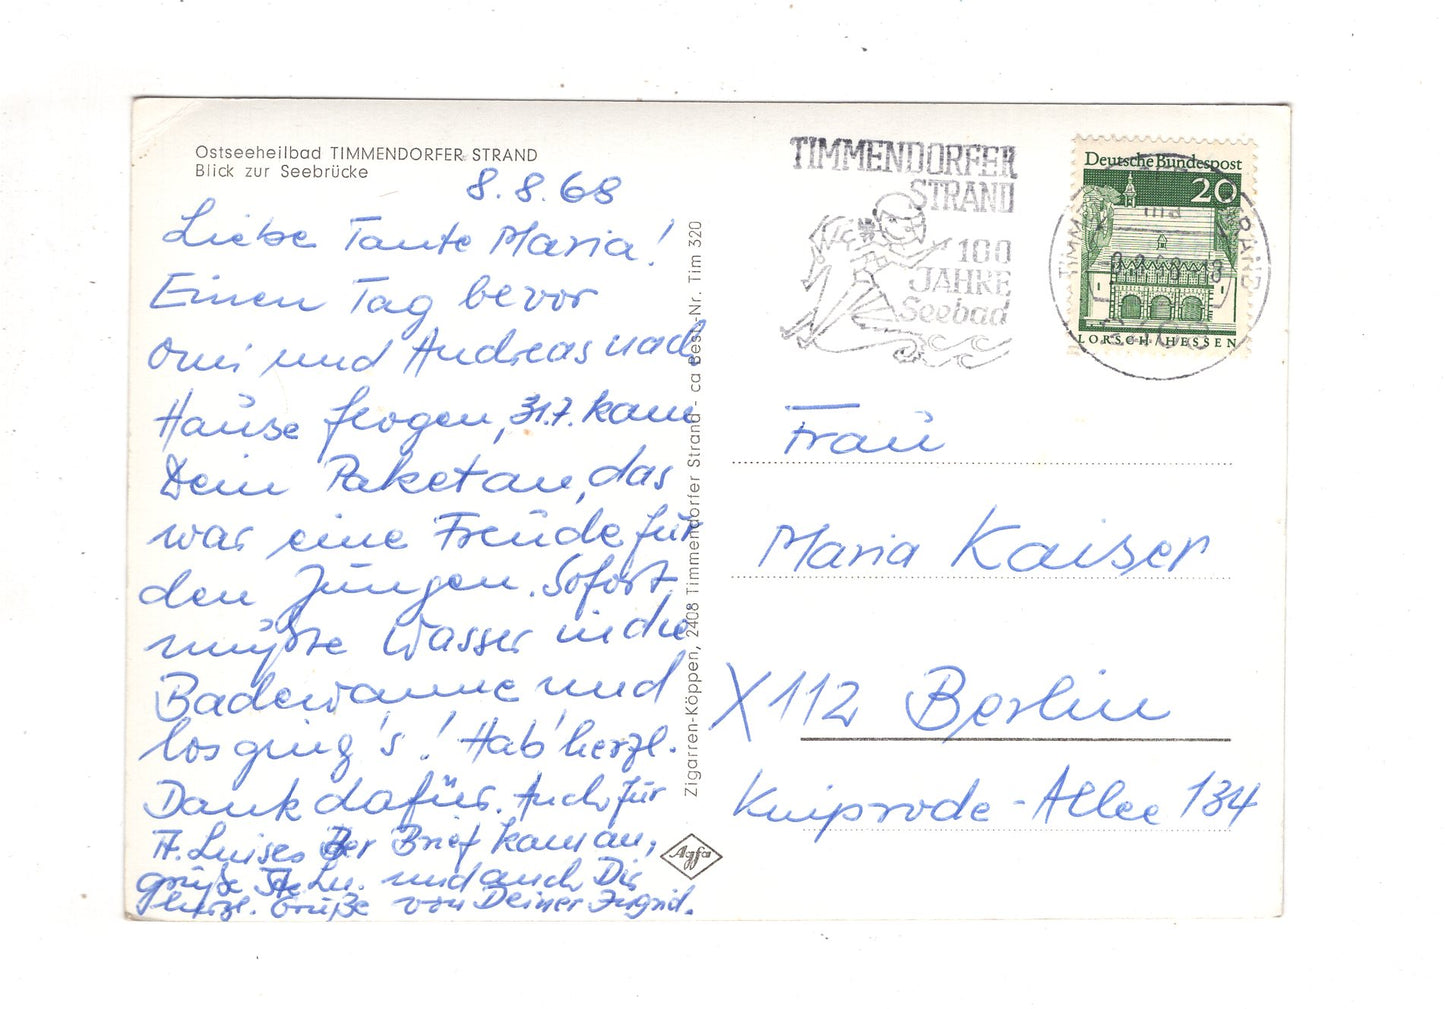 Ostseeheilbad TIMMENDORFER STRAND
Blick zur Seebrücke
8.8.68
Liebe Tante Maria!
Einen Tag bevor
Omi und Andreas nach
Hause flogen, 31.7. kam
Dein Paket an, das
war eine Freude für
den Jungen. Sofort
mußte Wasser in die
Badewanne und
los ging's! Hab' herzl.
Dank dafür. Auch für
Tt. Luises Brief kam an,
grüße Tt. Lu. und auch Dir
herzl. Grüße von Deiner Ingrid.
Zigarren-Köppen, 2408 Timmendorfer Strand - ca Best.-Nr. Tim 320
Agfa
TIMMENDORFER
STRAND
100
JAHRE
Seebad
Deutsche Bundespost
20
LORSCH/HESSEN
Frau
Maria Kaiser
X112 Berlin
Kniprode-Allee 134